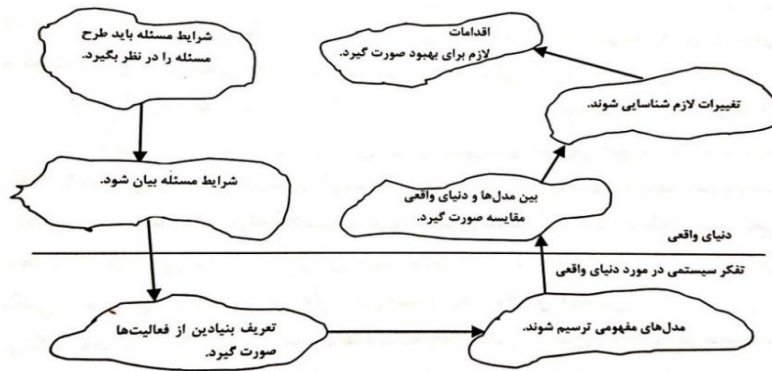 شرایط مسئله باید طرح
مسئله را در نظر بگیرد.
اقدامات
لازم برای بهبود صورت گیرد.
تغییرات لازم شناسایی شوند.
شرایط مسئله بیان شود.
بین مدل‌ها و دنیای واقعی
مقایسه صورت گیرد.
دنیای واقعی
تفکر سیستمی در مورد دنیای واقعی
تعریف بنیادین از فعالیت‌ها
صورت گیرد.
مدل‌های مفهومی ترسیم شوند.